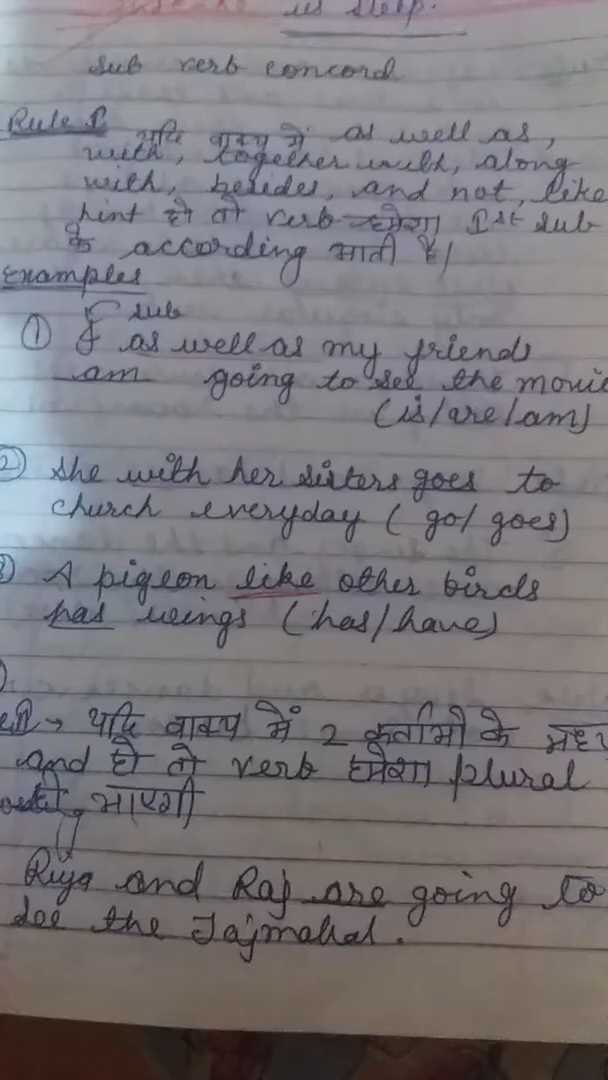 is sleep.
Sub verb concord
Rule 1 यदि वाक्य में as well as,
with, together with, along
with, besides, and not, like
hint हो तो verb हमेशा Ist sub
के according आती है।
Examples
sub
① I as well as my friends
am going to see the movie
(is/are/am)
② She with her sisters goes to
church everyday (go/goes)
A pigeon like other birds
has wings (has/have)
→ यदि वाक्य में 2 कर्ताओ के मध्य
and हो तो verb हमेशा plural
आएगी
Riya and Raj are going to
see the Tajmahal.